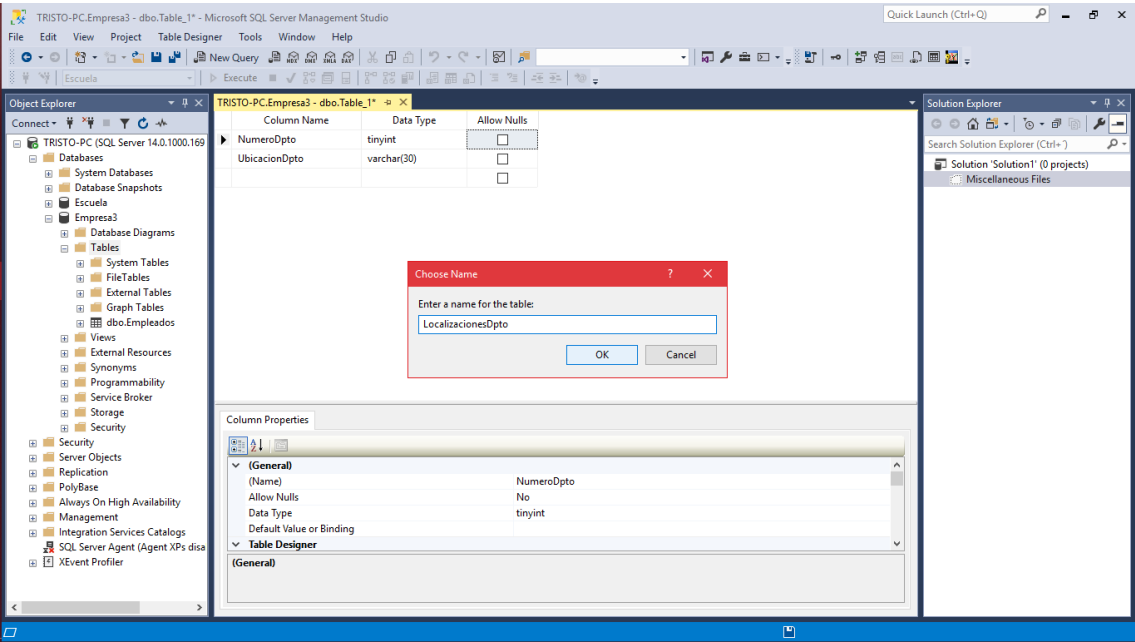 TRISTO-PC.Empresa3 - dbo.Table_1* - Microsoft SQL Server Management Studio
Quick Launch (Ctrl+Q)
File Edit View Project Table Designer Tools Window Help
New Query
MDX DMX XMLA DAX
Escuela
Execute
Object Explorer
Connect
TRISTO-PC (SQL Server 14.0.1000.169
Databases
System Databases
Database Snapshots
Escuela
Empresa3
Database Diagrams
Tables
System Tables
FileTables
External Tables
Graph Tables
dbo.Empleados
Views
External Resources
Synonyms
Programmability
Service Broker
Storage
Security
Security
Server Objects
Replication
PolyBase
Always On High Availability
Management
Integration Services Catalogs
SQL Server Agent (Agent XPs disa
XEvent Profiler
TRISTO-PC.Empresa3 - dbo.Table_1*
Column Name Data Type Allow Nulls
NumeroDpto tinyint
UbicacionDpto varchar(30)
Choose Name ?
Enter a name for the table:
LocalizacionesDpto
OK Cancel
Column Properties
(General)
(Name) NumeroDpto
Allow Nulls No
Data Type tinyint
Default Value or Binding
Table Designer
(General)
Solution Explorer
Search Solution Explorer (Ctrl+´)
Solution 'Solution1' (0 projects)
Miscellaneous Files